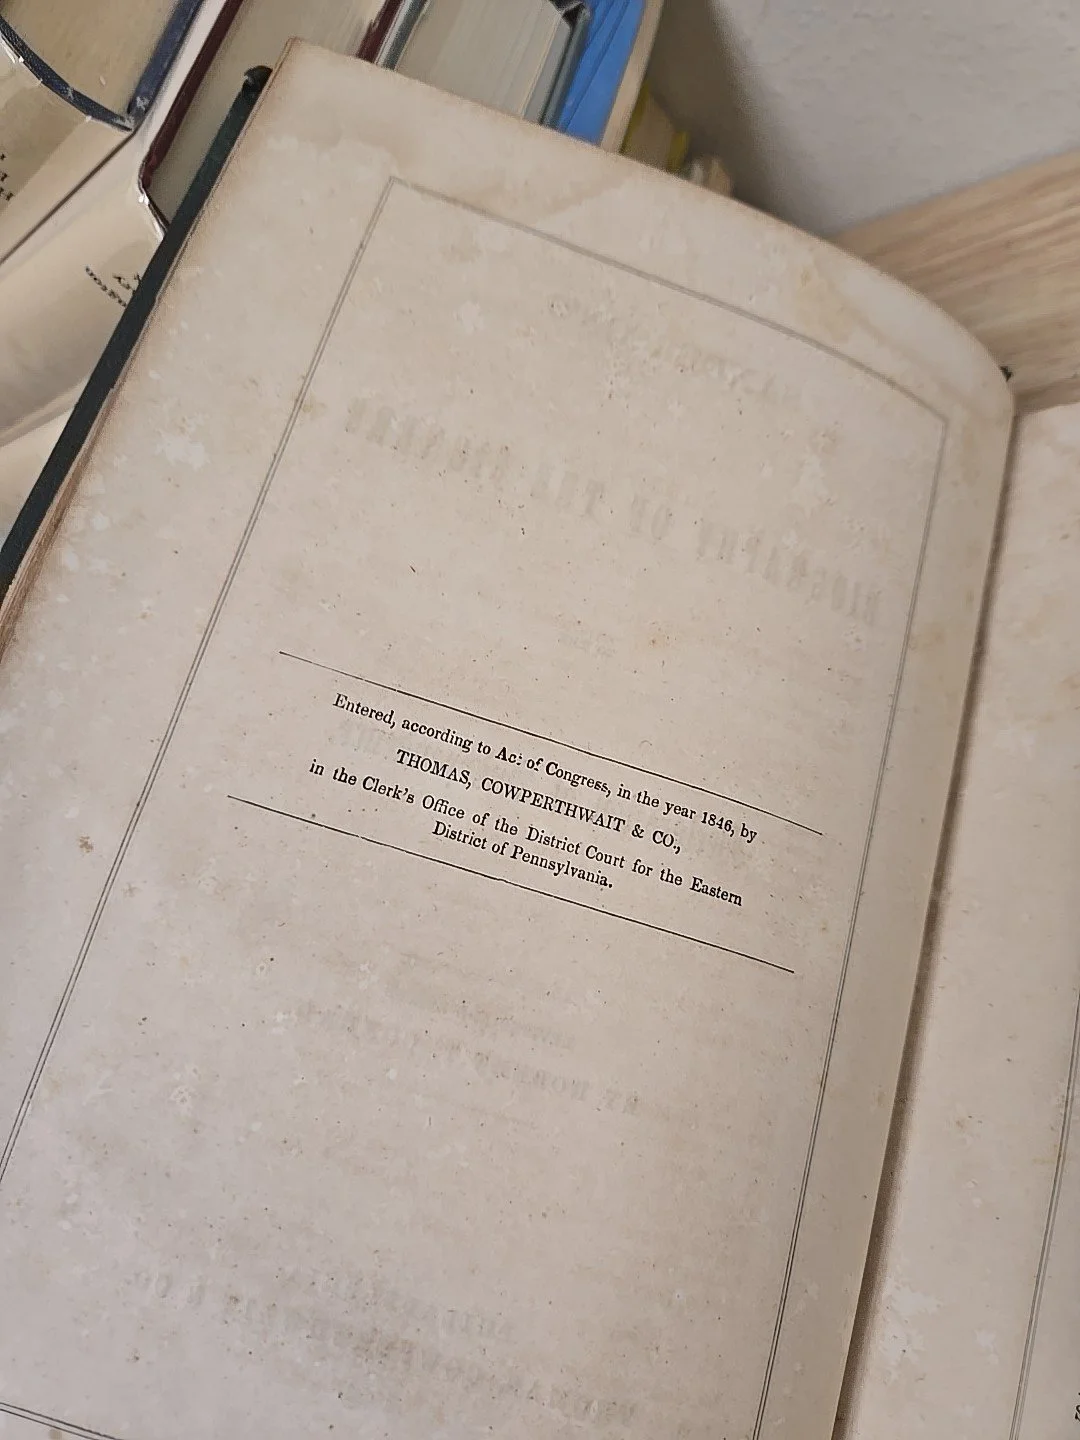 Entered, according to Act of Congress, in the year 1846, by
THOMAS, COWPERTHWAIT & CO.,
in the Clerk's Office of the District Court for the Eastern
District of Pennsylvania.